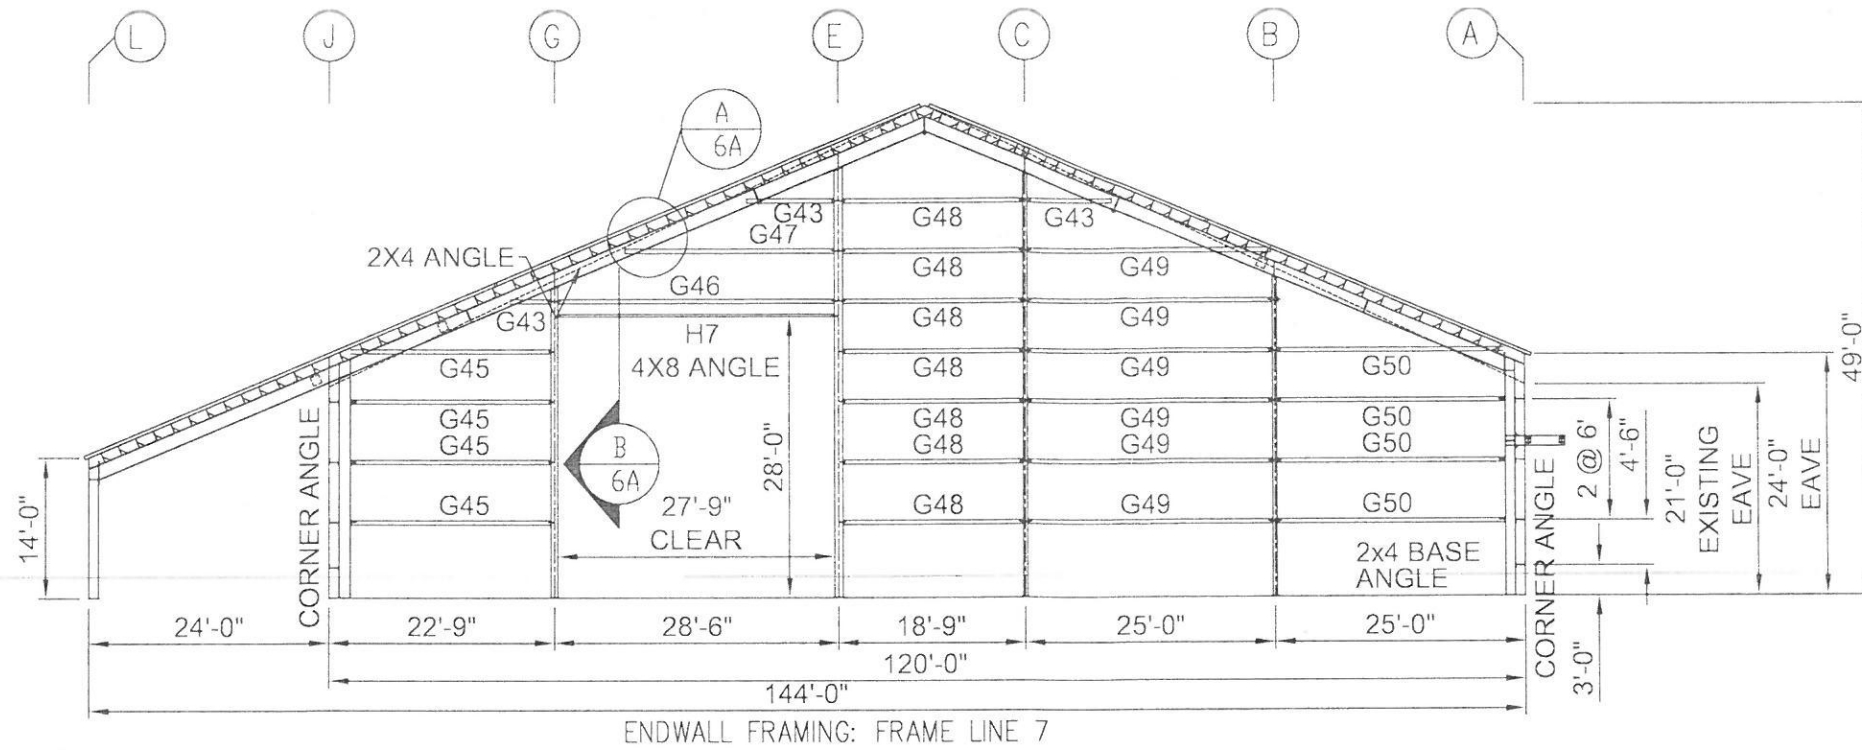 L J G E C B A
A
6A
G43 G48 G43
G47
2X4 ANGLE
G48 G49
G46
G43
H7
G48 G49
4X8 ANGLE
G45 G48 G49 G50
G45 G48 G49 G50
G45 G48 G49 G50
B
6A
G45 G48 G49 G50
27'-9"
CLEAR
28'-0"
14'-0"
CORNER ANGLE
2x4 BASE
ANGLE
CORNER ANGLE
2 @ 6'
4'-6"
21'-0"
EXISTING
EAVE
24'-0"
EAVE
49'-0"
3'-0"
24'-0" 22'-9" 28'-6" 18'-9" 25'-0" 25'-0"
120'-0"
144'-0"
ENDWALL FRAMING: FRAME LINE 7